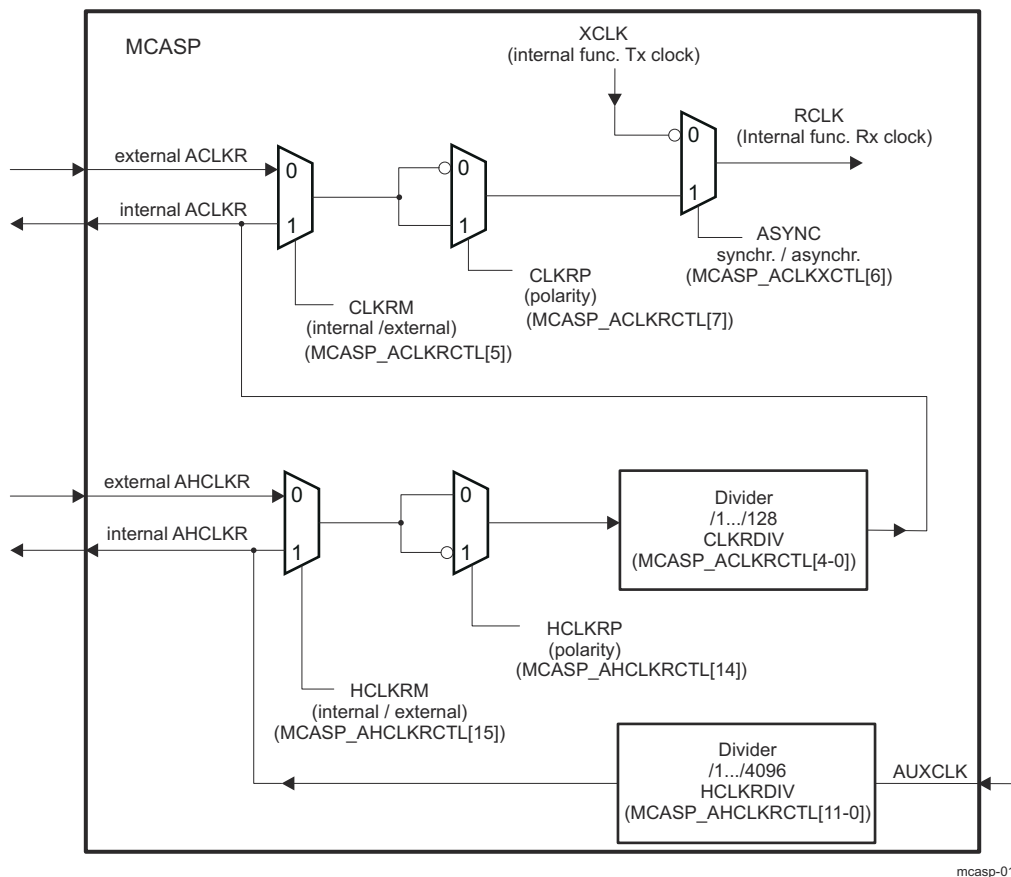 MCASP
XCLK
(internal func. Tx clock)
RCLK
(Internal func. Rx clock)
0
1
external ACLKR
internal ACLKR
0
1
0
1
ASYNC
synchr. / asynchr.
(MCASP_ACLKXCTL[6])
CLKRP
(polarity)
(MCASP_ACLKRCTL[7])
CLKRM
(internal /external)
(MCASP_ACLKRCTL[5])
external AHCLKR
internal AHCLKR
0
1
0
1
Divider
/1.../128
CLKRDIV
(MCASP_ACLKRCTL[4-0])
HCLKRP
(polarity)
(MCASP_AHCLKRCTL[14])
HCLKRM
(internal / external)
(MCASP_AHCLKRCTL[15])
Divider
/1.../4096
HCLKRDIV
(MCASP_AHCLKRCTL[11-0])
AUXCLK